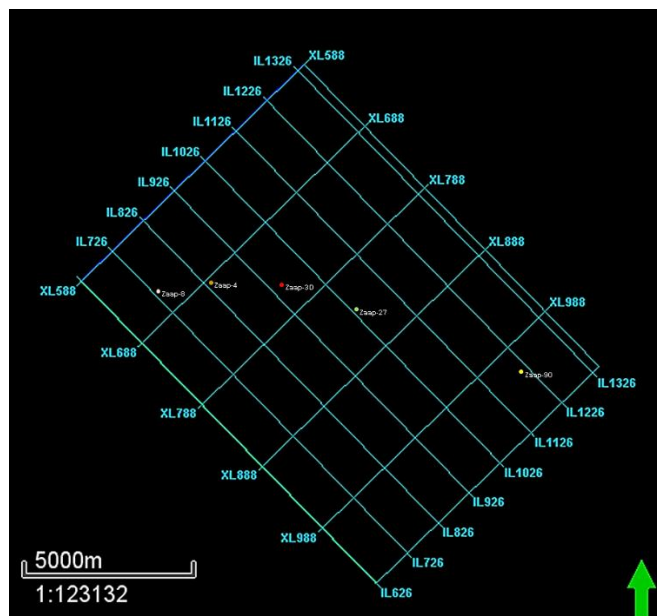 XL588
IL1326
IL1226
XL688
IL1126
IL1026
XL788
IL926
IL826
IL726
XL888
XL588
Zaap-8
Zaap-4
Zaap-3D
Zaap-27
XL988
XL688
Zaap-90
IL1326
XL788
IL1226
IL1126
XL888
IL1026
IL926
XL988
IL826
IL726
IL626
5000m
1:123132